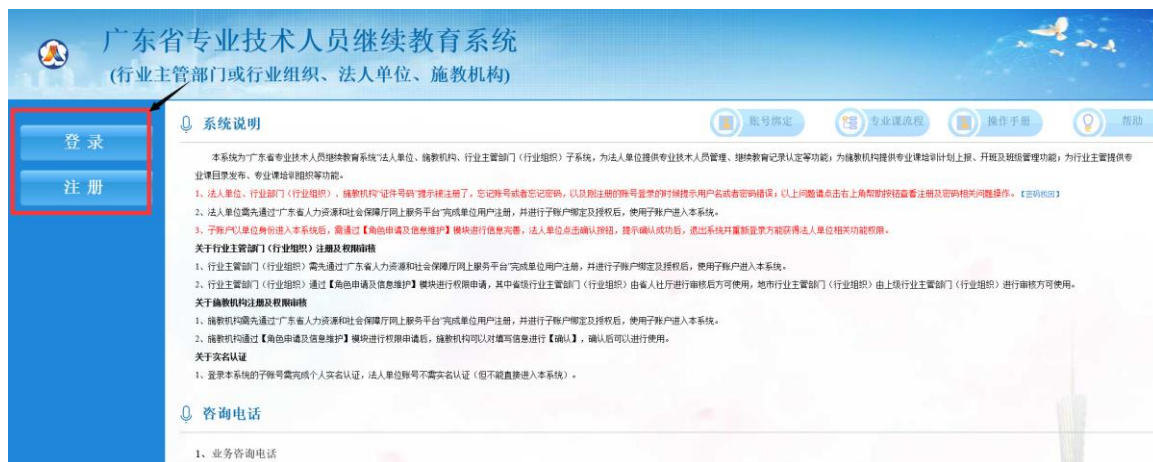 广东省专业技术人员继续教育系统
(行业主管部门或行业组织、法人单位、施教机构)
登 录
注 册
系统说明
账号绑定
专业课流程
操作手册
帮助
本系统为“广东省专业技术人员继续教育系统”法人单位、施教机构、行业主管部门（行业组织）子系统，为法人单位提供专业技术人员管理、继续教育记录认定等功能；为施教机构提供专业课培训计划上报、开班及班级管理功能；为行业主管提供专
业课目录发布、专业课培训组织等功能。
1、法人单位、行业部门（行业组织）、施教机构“证件号码”提示被注册了，忘记账号或者忘记密码，以及刚注册的账号登录的时候提示用户名或者密码错误；以上问题请点击右上角帮助按钮查看注册及密码相关问题操作。【密码找回】
2、法人单位需先通过“广东省人力资源和社会保障厅网上服务平台”完成单位用户注册，并进行子账户绑定及授权后，使用子账户进入本系统。
3、子账户以单位身份进入本系统后，需通过【角色申请及信息维护】模块进行信息完善，法人单位点击确认按钮，提示确认成功后，退出系统并重新登录方能获得法人单位相关功能权限。
关于行业主管部门（行业组织）注册及权限审核
1、行业主管部门（行业组织）需先通过“广东省人力资源和社会保障厅网上服务平台”完成单位用户注册，并进行子账户绑定及授权后，使用子账户进入本系统。
2、行业主管部门（行业组织）通过【角色申请及信息维护】模块进行权限申请，其中省级行业主管部门（行业组织）由省人社厅进行审核后方可使用，地市行业主管部门（行业组织）由上级行业主管部门（行业组织）进行审核方可使用。
关于施教机构注册及权限审核
1、施教机构需先通过“广东省人力资源和社会保障厅网上服务平台”完成单位用户注册，并进行子账户绑定及授权后，使用子账户进入本系统。
2、施教机构通过【角色申请及信息维护】模块进行权限申请后，施教机构可以对填写信息进行【确认】，确认后可以进行使用。
关于实名认证
1、登录本系统的子账号需完成个人实名认证，法人单位账号不需实名认证（但不能直接进入本系统）。
咨询电话
1、业务咨询电话